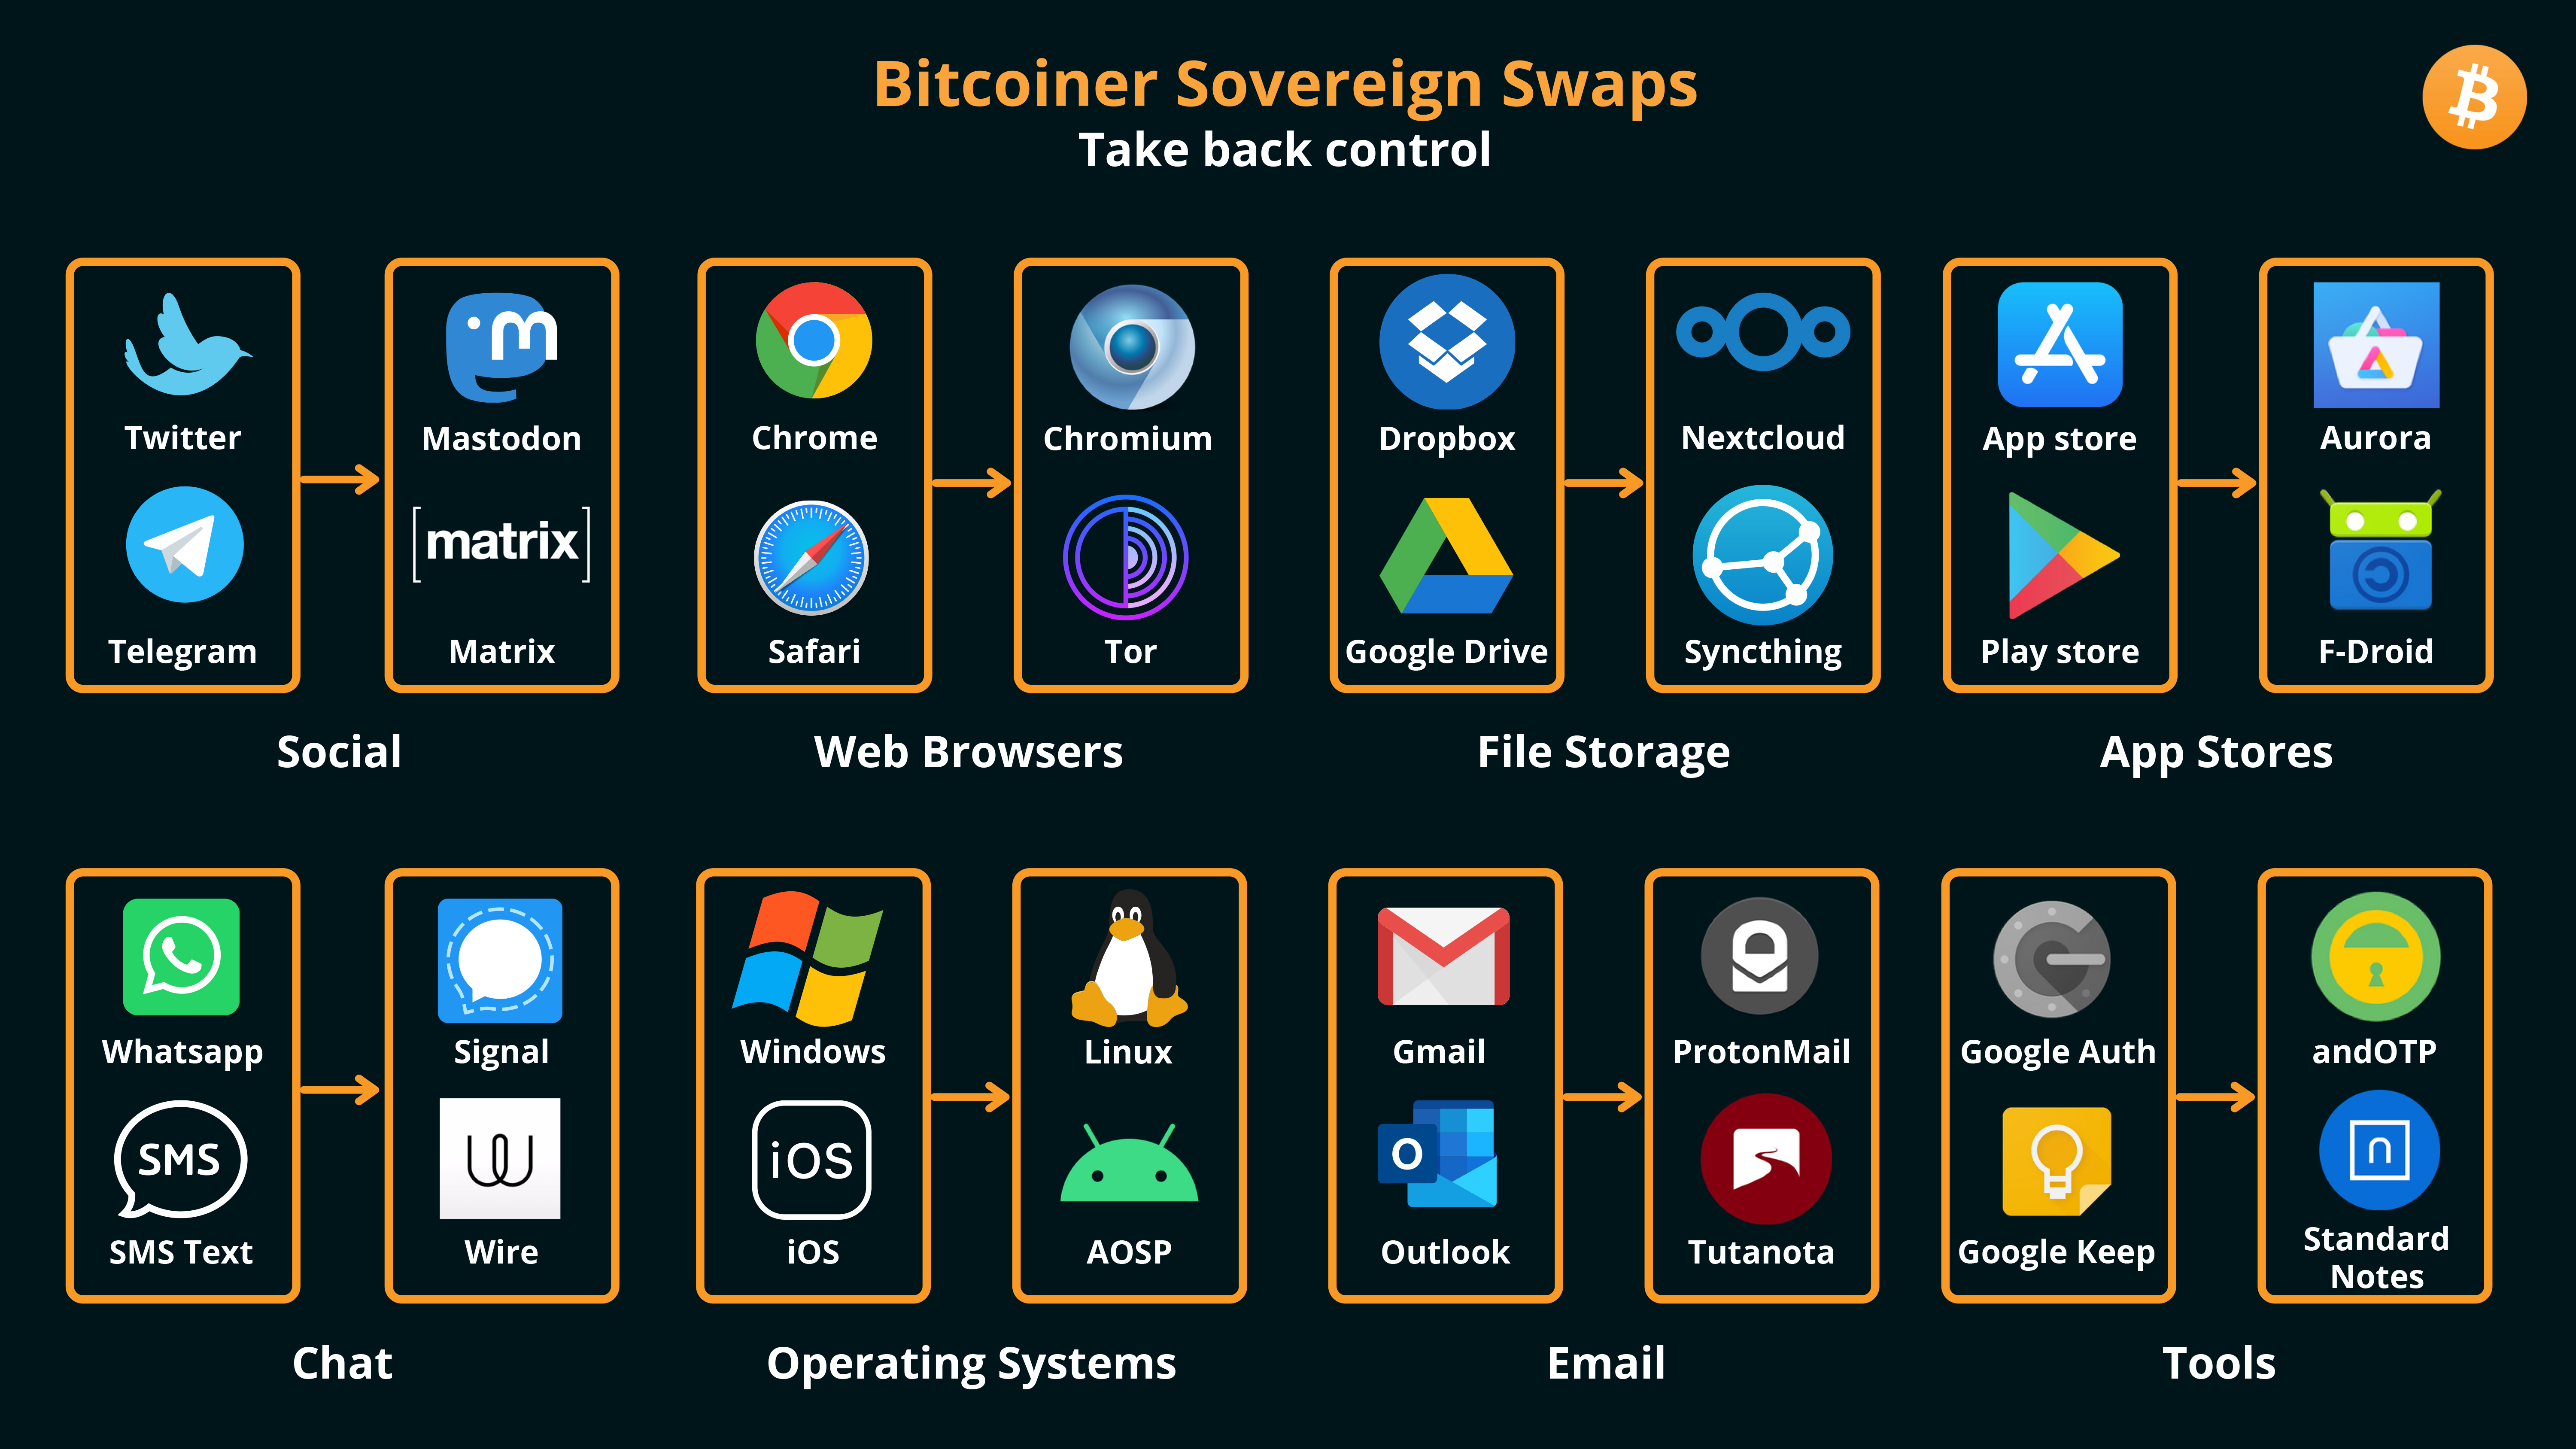 Bitcoiner Sovereign Swaps
Take back control
Twitter
Telegram
Mastodon
[matrix]
Matrix
Social
Chrome
Safari
Chromium
Tor
Web Browsers
Dropbox
Google Drive
Nextcloud
Syncthing
File Storage
App store
Play store
Aurora
F-Droid
App Stores
Whatsapp
SMS
SMS Text
Signal
Wire
Chat
Windows
iOS
iOS
Linux
AOSP
Operating Systems
Gmail
O
Outlook
ProtonMail
Tutanota
Email
Google Auth
Google Keep
andOTP
Standard
Notes
Tools